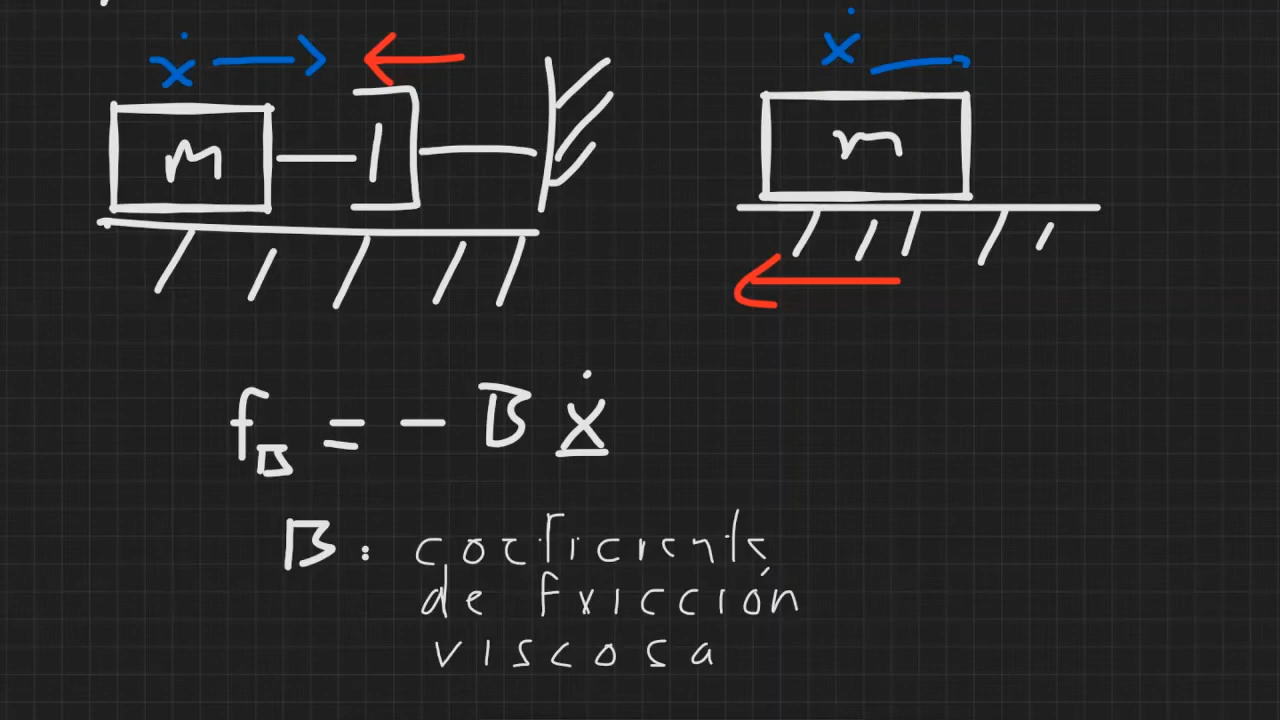 ẋ ẋ
m m
f_B = - B ẋ
B : coeficiente
de fricción
viscosa